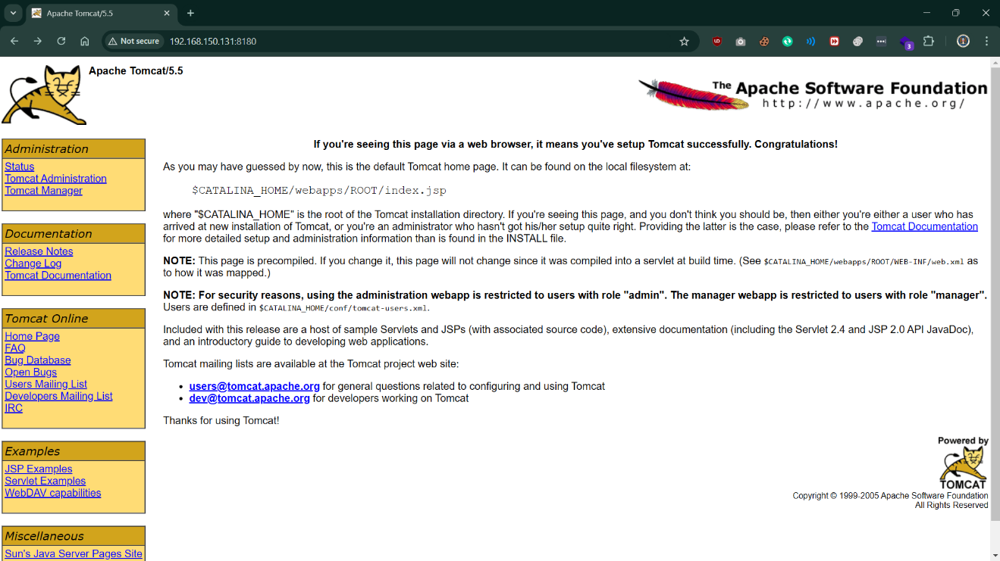 Apache Tomcat/5.5
Not secure
192.168.150.131:8180
3
Apache Tomcat/5.5
The Apache Software Foundation
http://www.apache.org/
Administration
Status
Tomcat Administration
Tomcat Manager
Documentation
Release Notes
Change Log
Tomcat Documentation
Tomcat Online
Home Page
FAQ
Bug Database
Open Bugs
Users Mailing List
Developers Mailing List
IRC
Examples
JSP Examples
Servlet Examples
WebDAV capabilities
Miscellaneous
Sun's Java Server Pages Site
If you're seeing this page via a web browser, it means you've setup Tomcat successfully. Congratulations!
As you may have guessed by now, this is the default Tomcat home page. It can be found on the local filesystem at:
$CATALINA_HOME/webapps/ROOT/index.jsp
where "$CATALINA_HOME" is the root of the Tomcat installation directory. If you're seeing this page, and you don't think you should be, then either you're either a user who has
arrived at new installation of Tomcat, or you're an administrator who hasn't got his/her setup quite right. Providing the latter is the case, please refer to the Tomcat Documentation
for more detailed setup and administration information than is found in the INSTALL file.
NOTE: This page is precompiled. If you change it, this page will not change since it was compiled into a servlet at build time. (See $CATALINA_HOME/webapps/ROOT/WEB-INF/web.xml as
to how it was mapped.)
NOTE: For security reasons, using the administration webapp is restricted to users with role "admin". The manager webapp is restricted to users with role "manager".
Users are defined in $CATALINA_HOME/conf/tomcat-users.xml.
Included with this release are a host of sample Servlets and JSPs (with associated source code), extensive documentation (including the Servlet 2.4 and JSP 2.0 API JavaDoc),
and an introductory guide to developing web applications.
Tomcat mailing lists are available at the Tomcat project web site:
• users@tomcat.apache.org for general questions related to configuring and using Tomcat
• dev@tomcat.apache.org for developers working on Tomcat
Thanks for using Tomcat!
Powered by
TOMCAT
Copyright © 1999-2005 Apache Software Foundation
All Rights Reserved